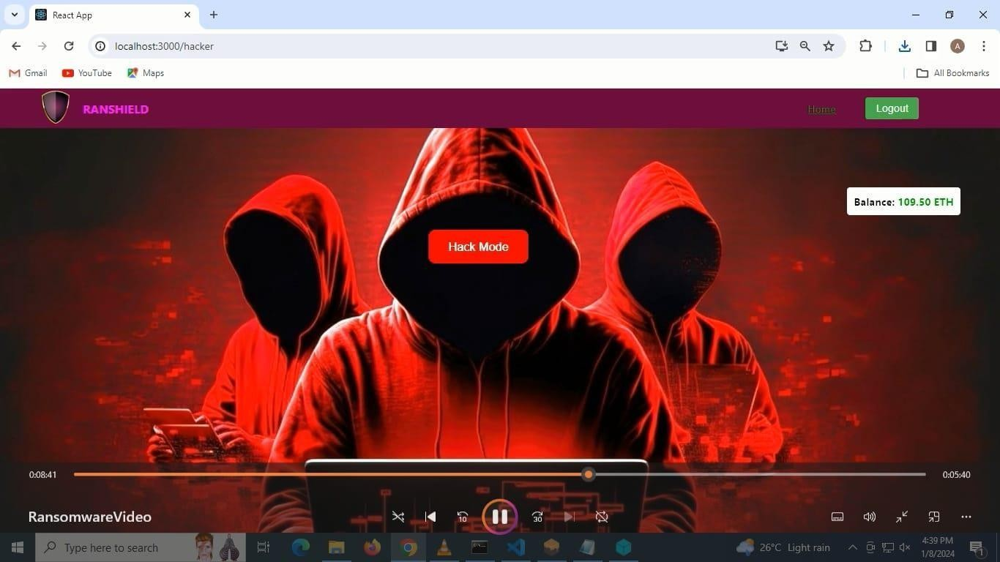 React App
localhost:3000/hacker
A
Gmail
YouTube
Maps
All Bookmarks
RANSHIELD
Home
Logout
Balance: 109.50 ETH
Hack Mode
0:08:41
0:05:40
RansomwareVideo
10
30
Type here to search
26°C Light rain
4:39 PM
1/8/2024
1